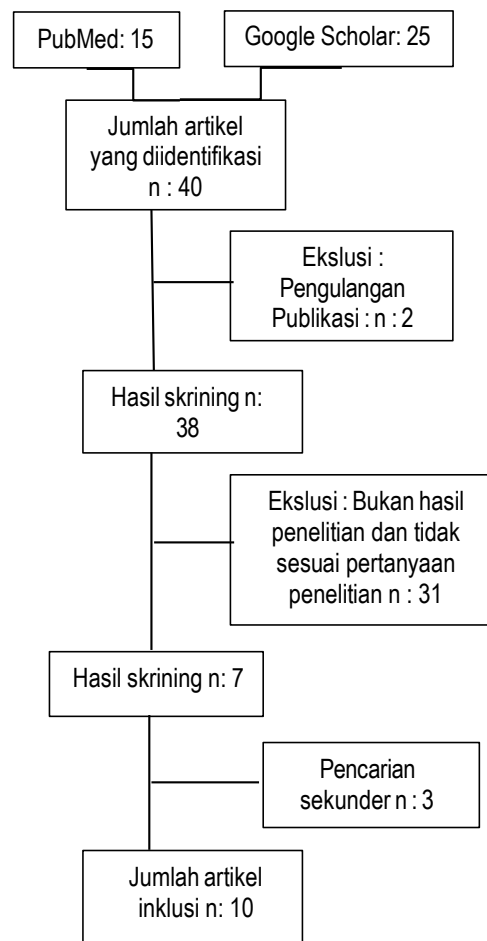 PubMed: 15
Google Scholar: 25
Jumlah artikel
yang diidentifikasi
n : 40
Ekslusi :
Pengulangan
Publikasi : n : 2
Hasil skrining n:
38
Ekslusi : Bukan hasil
penelitian dan tidak
sesuai pertanyaan
penelitian n : 31
Hasil skrining n: 7
Pencarian
sekunder n : 3
Jumlah artikel
inklusi n: 10